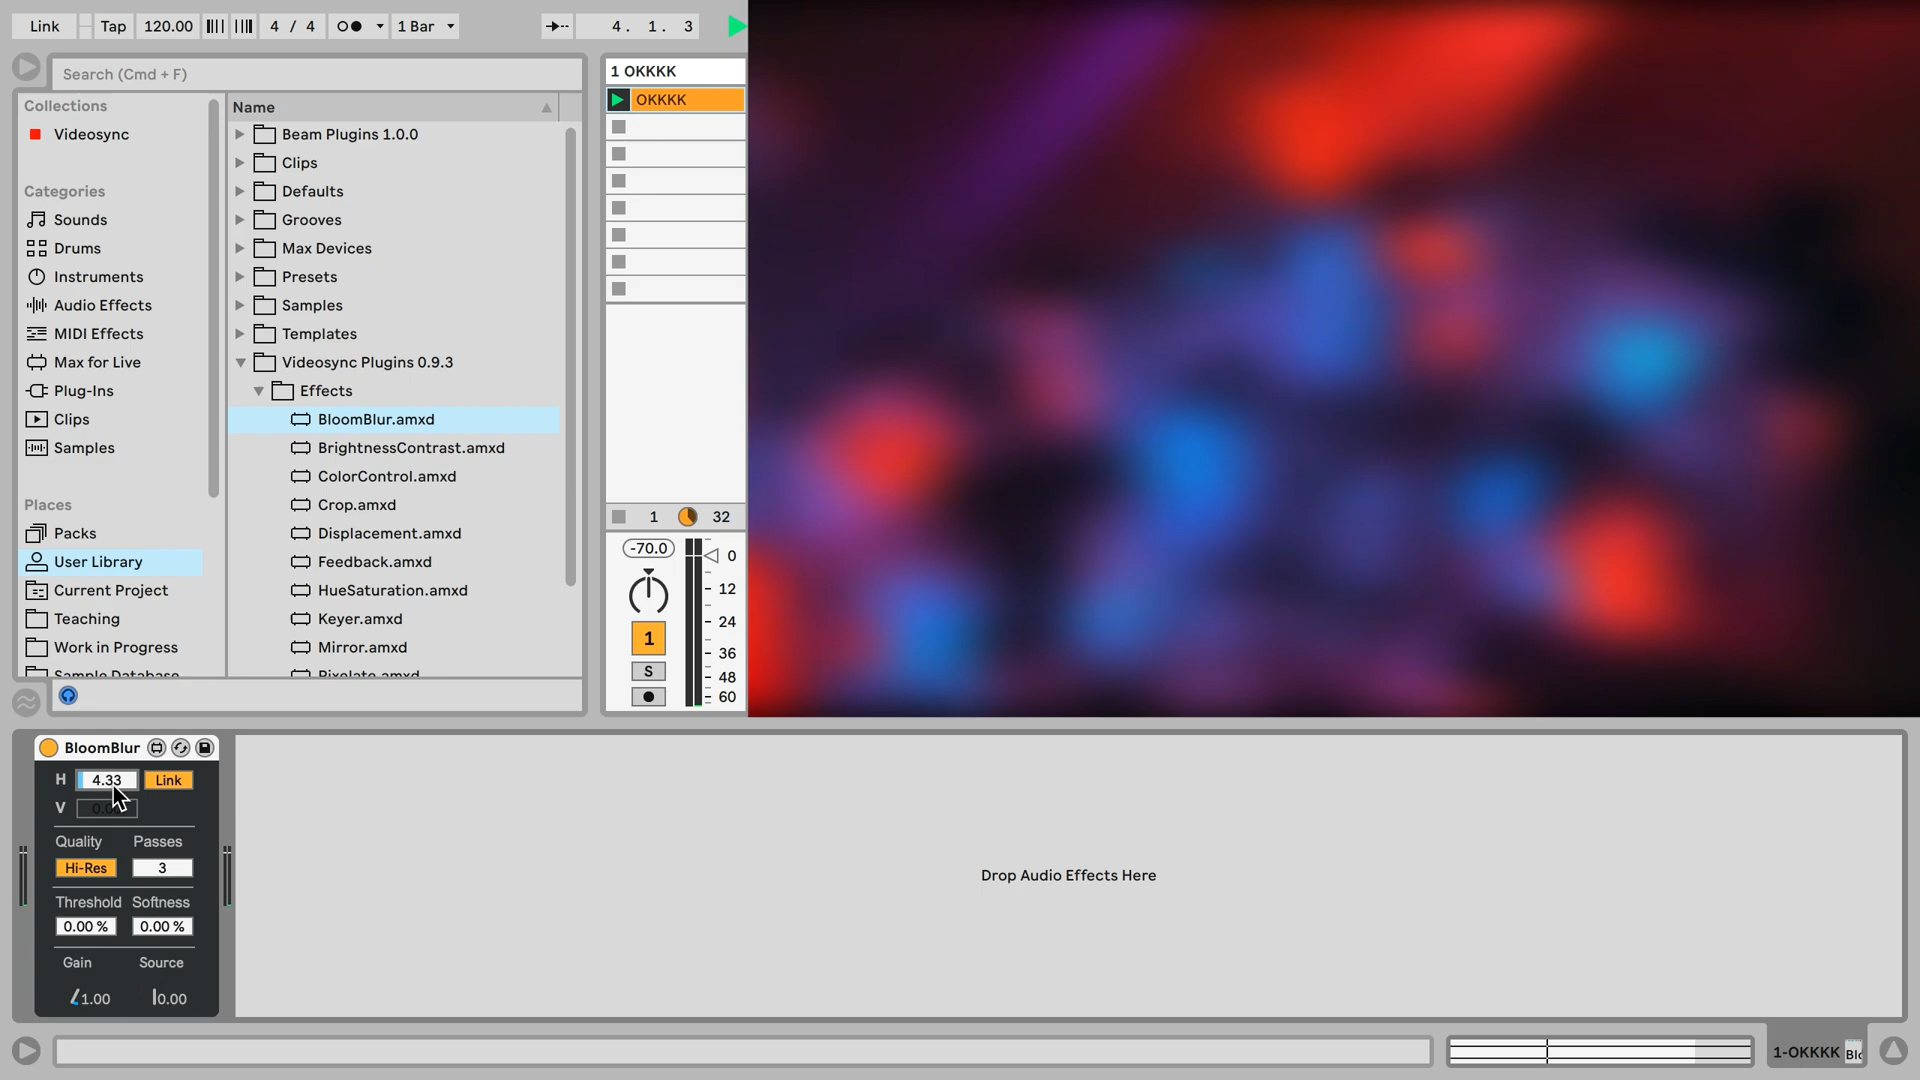 Link Tap 120.00 4 / 4 1 Bar 4. 1. 3
Search (Cmd + F)
Collections
Videosync
Categories
Sounds
Drums
Instruments
Audio Effects
MIDI Effects
Max for Live
Plug-Ins
Clips
Samples
Places
Packs
User Library
Current Project
Teaching
Work in Progress
Sample Database
Name
Beam Plugins 1.0.0
Clips
Defaults
Grooves
Max Devices
Presets
Samples
Templates
Videosync Plugins 0.9.3
Effects
BloomBlur.amxd
BrightnessContrast.amxd
ColorControl.amxd
Crop.amxd
Displacement.amxd
Feedback.amxd
HueSaturation.amxd
Keyer.amxd
Mirror.amxd
Pixelate.amxd
1 OKKKK
OKKKK
1 32
-70.0
0
12
24
36
48
60
1
S
BloomBlur
H 4.33 Link
V
Quality Passes
Hi-Res 3
Threshold Softness
0.00 % 0.00 %
Gain Source
1.00 0.00
Drop Audio Effects Here
1-OKKKK